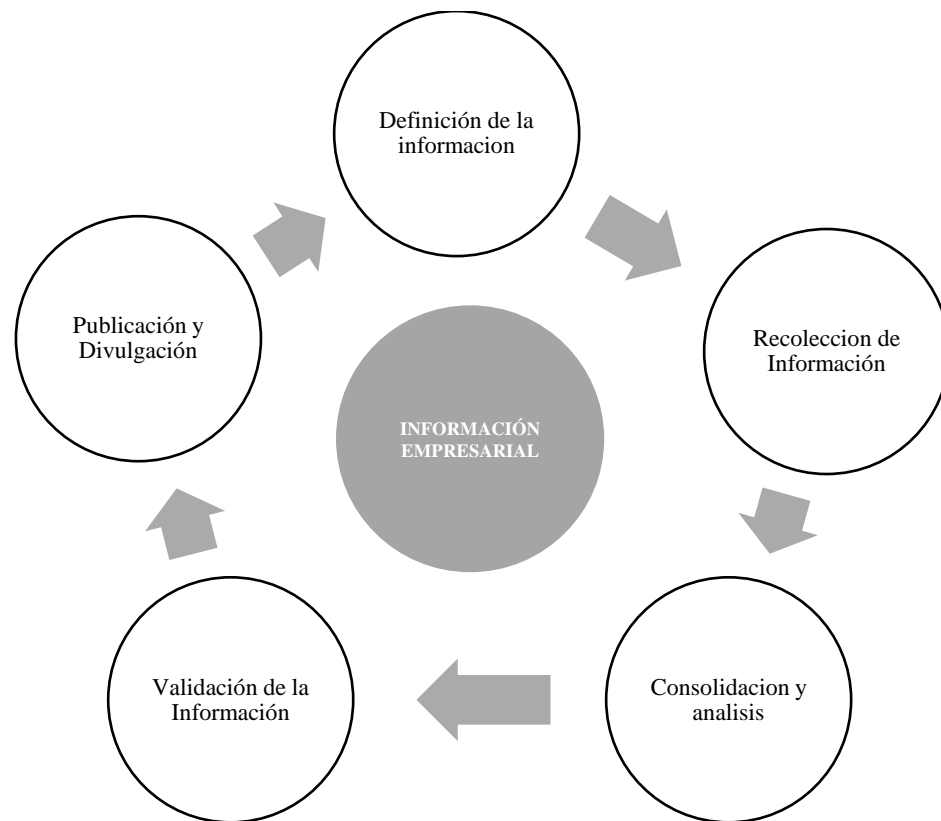 Definición de la
informacion
Recoleccion de
Información
Consolidacion y
analisis
Validación de la
Información
Publicación y
Divulgación
INFORMACIÓN
EMPRESARIAL